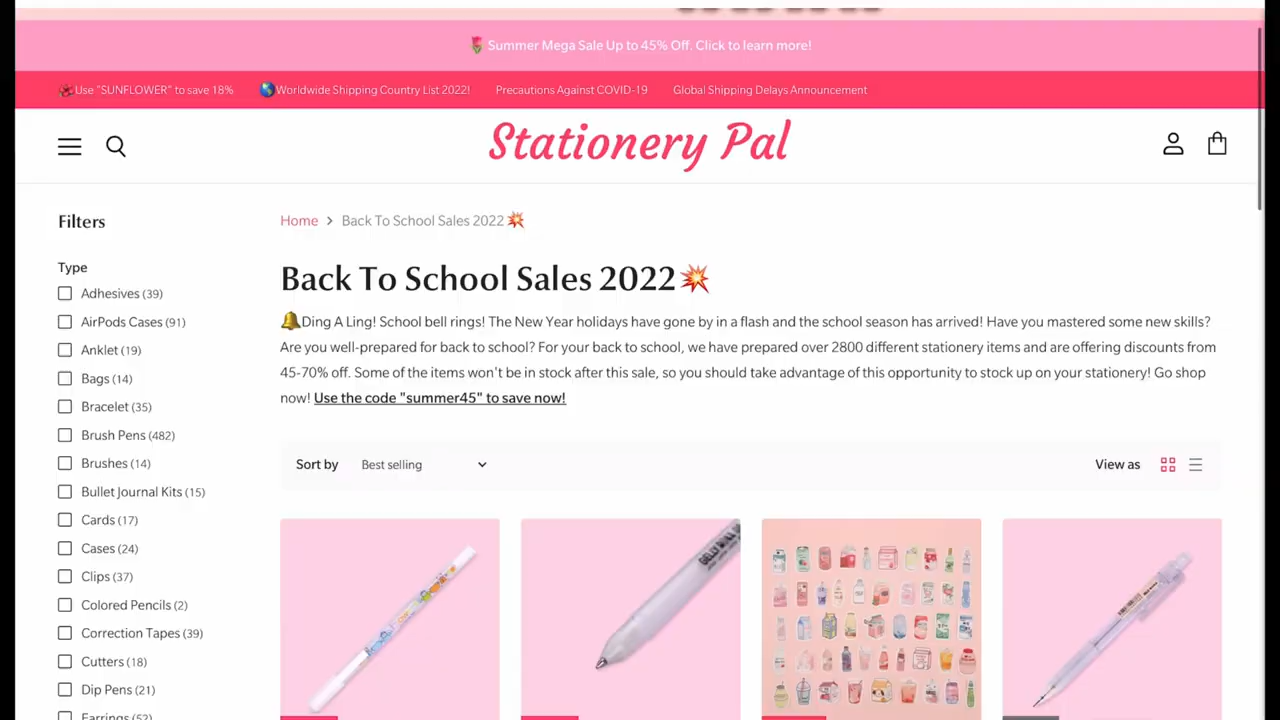 🌷 Summer Mega Sale Up to 45% Off. Click to learn more!
Use "SUNFLOWER" to save 18%
🌎Worldwide Shipping Country List 2022!
Precautions Against COVID-19
Global Shipping Delays Announcement
Stationery Pal
Filters
Type
Adhesives (39)
AirPods Cases (91)
Anklet (19)
Bags (14)
Bracelet (35)
Brush Pens (482)
Brushes (14)
Bullet Journal Kits (15)
Cards (17)
Cases (24)
Clips (37)
Colored Pencils (2)
Correction Tapes (39)
Cutters (18)
Dip Pens (21)
Earrings (52)
Home > Back To School Sales 2022💥
Back To School Sales 2022💥
🔔Ding A Ling! School bell rings! The New Year holidays have gone by in a flash and the school season has arrived! Have you mastered some new skills?
Are you well-prepared for back to school? For your back to school, we have prepared over 2800 different stationery items and are offering discounts from
45-70% off. Some of the items won't be in stock after this sale, so you should take advantage of this opportunity to stock up on your stationery! Go shop
now! Use the code "summer45" to save now!
Sort by Best selling
View as